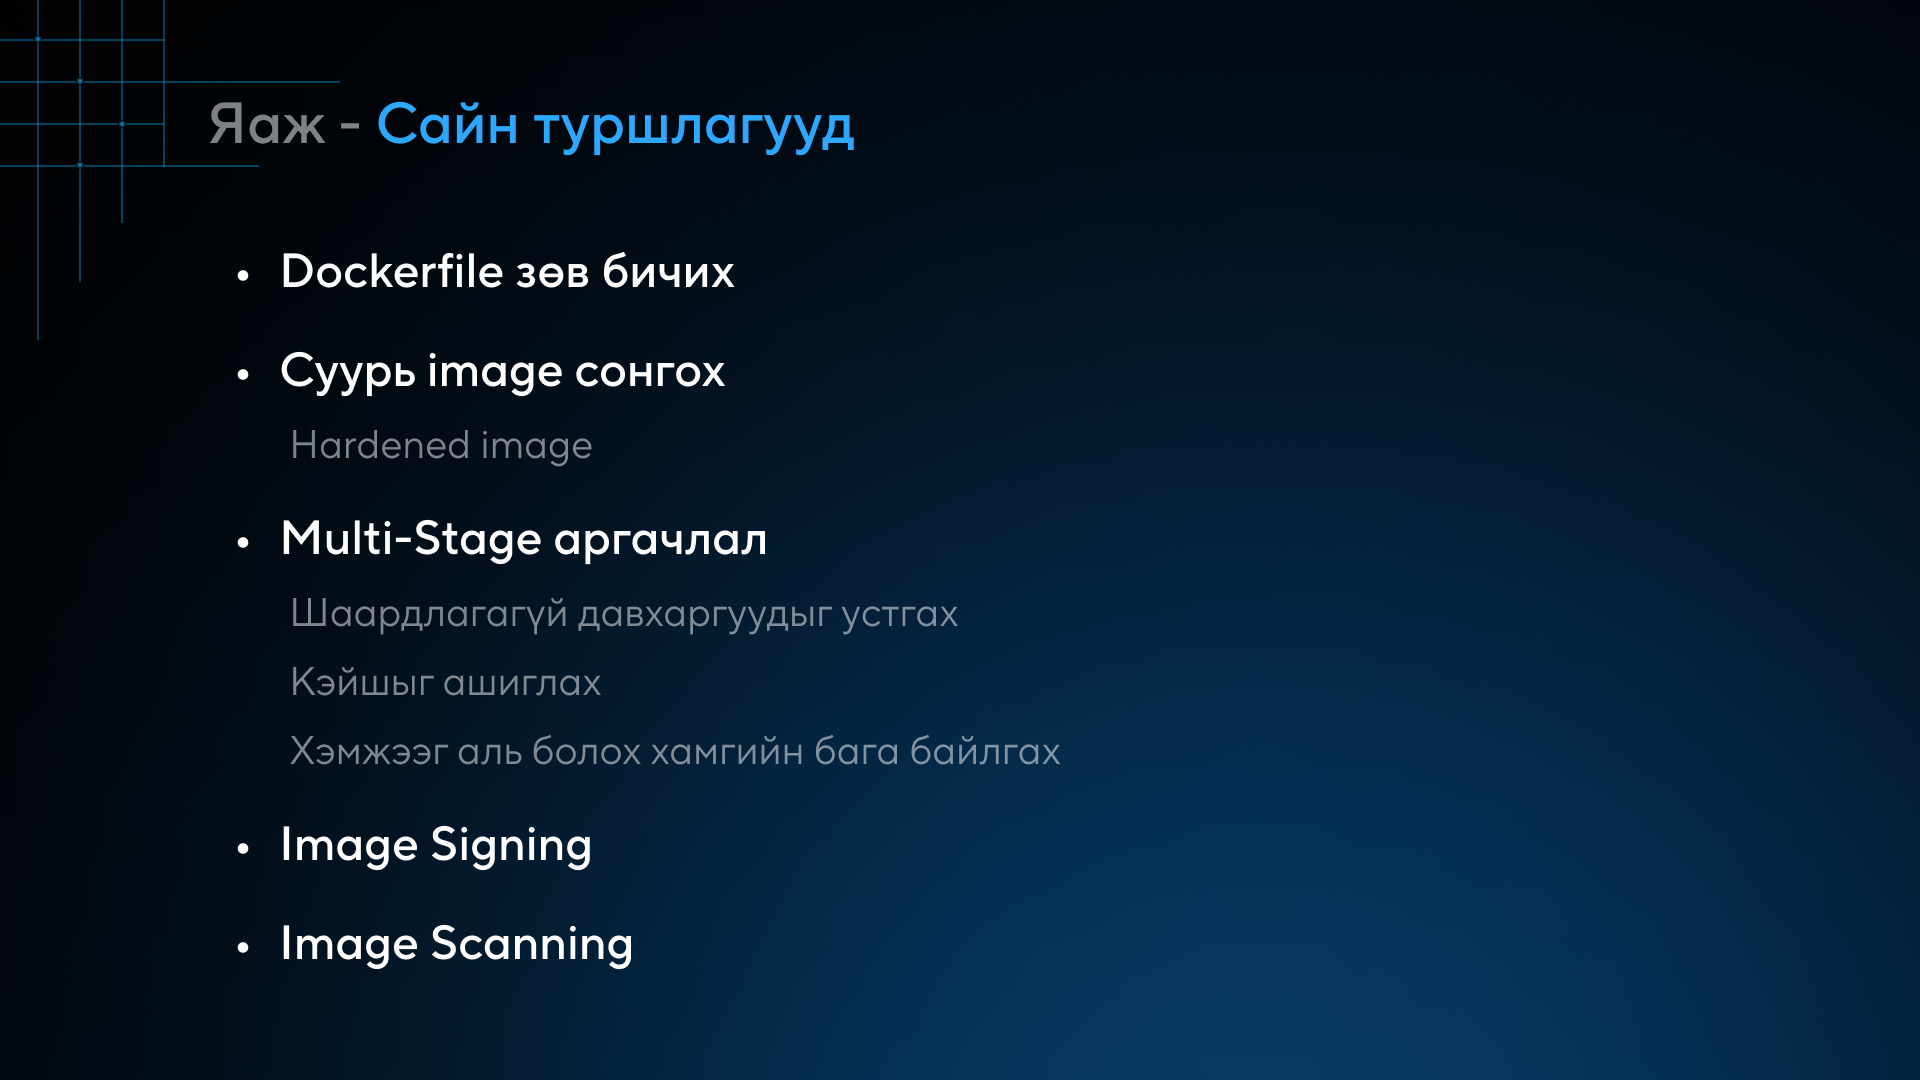 Яаж - Сайн туршлагууд
• Dockerfile зөв бичих
• Суурь image сонгох
Hardened image
• Multi-Stage аргачлал
Шаардлагагүй давхаргуудыг устгах
Кэйшыг ашиглах
Хэмжээг аль болох хамгийн бага байлгах
• Image Signing
• Image Scanning